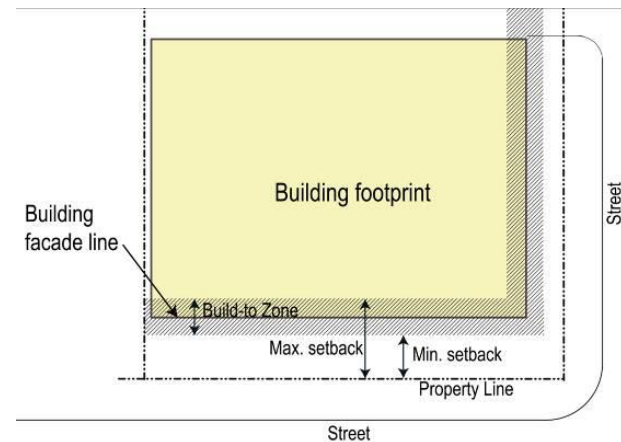 Building footprint
Street
Building
facade line
Build-to Zone
Max. setback
Min. setback
Property Line
Street